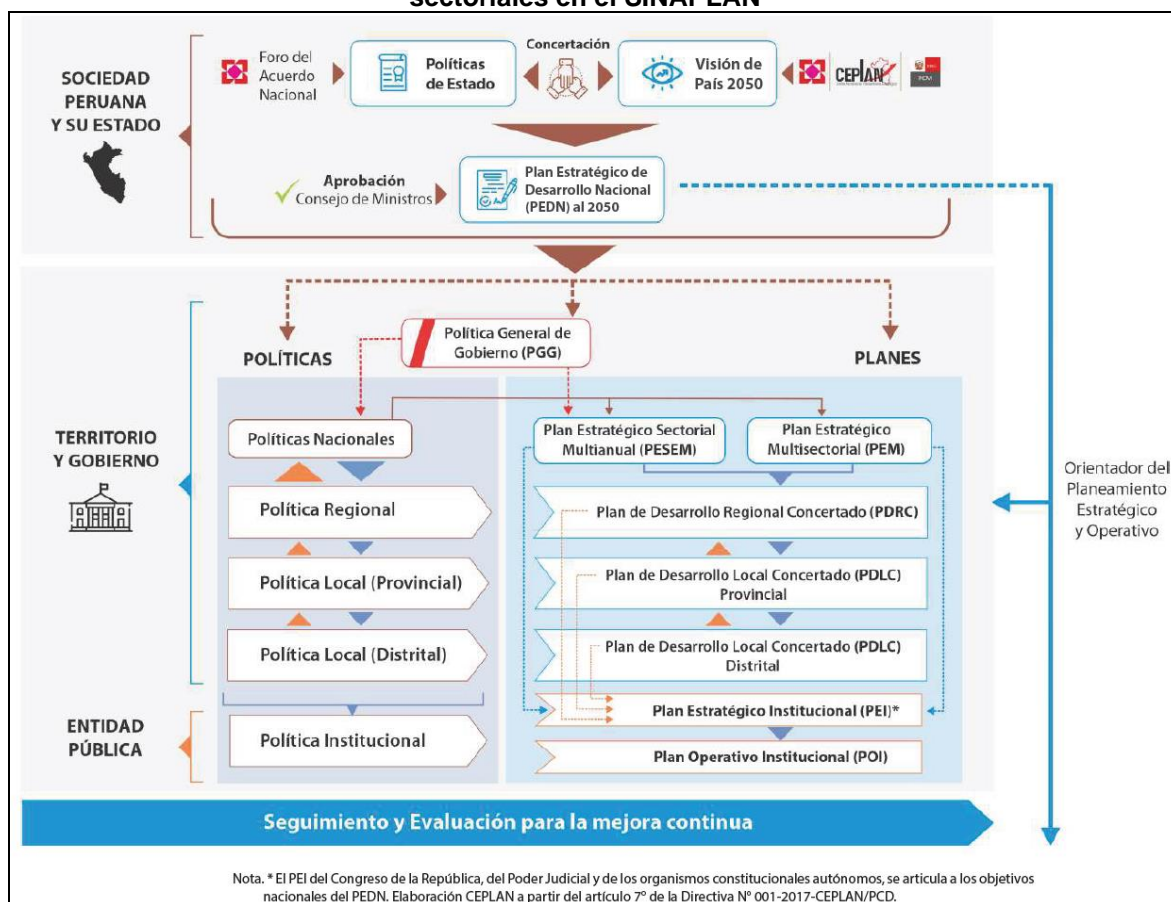 sectoriales en el SINAPLAN
SOCIEDAD
PERUANA
Y SU ESTADO
Foro del
Acuerdo
Nacional
Políticas
de Estado
Concertación
Visión de
País 2050
CEPLAN
Aprobación
Consejo de Ministros
Plan Estratégico de
Desarrollo Nacional
(PEDN) al 2050
Política General de
Gobierno (PGG)
POLÍTICAS
PLANES
TERRITORIO
Y GOBIERNO
Políticas Nacionales
Plan Estratégico Sectorial
Multianual (PESEM)
Plan Estratégico
Multisectorial (PEM)
Política Regional
Plan de Desarrollo Regional Concertado (PDRC)
Política Local (Provincial)
Plan de Desarrollo Local Concertado (PDLC)
Provincial
Política Local (Distrital)
Plan de Desarrollo Local Concertado (PDLC)
Distrital
Orientador del
Planeamiento
Estratégico
y Operativo
ENTIDAD
PÚBLICA
Plan Estratégico Institucional (PEI)*
Política Institucional
Plan Operativo Institucional (POI)
Seguimiento y Evaluación para la mejora continua
Nota. * El PEI del Congreso de la República, del Poder Judicial y de los organismos constitucionales autónomos, se articula a los objetivos
nacionales del PEDN. Elaboración CEPLAN a partir del artículo 7° de la Directiva N° 001-2017-CEPLAN/PCD.